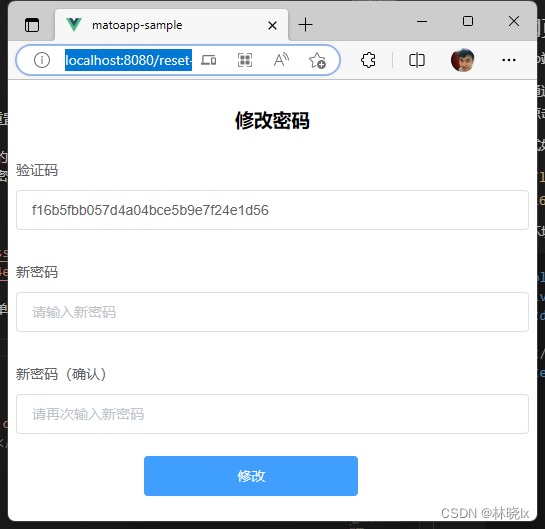 matoapp-sample
localhost:8080/reset-
修改密码
验证码
f16b5fbb057d4a04bce5b9e7f24e1d56
新密码
请输入新密码
新密码（确认）
请再次输入新密码
修改
CSDN @林晓lx